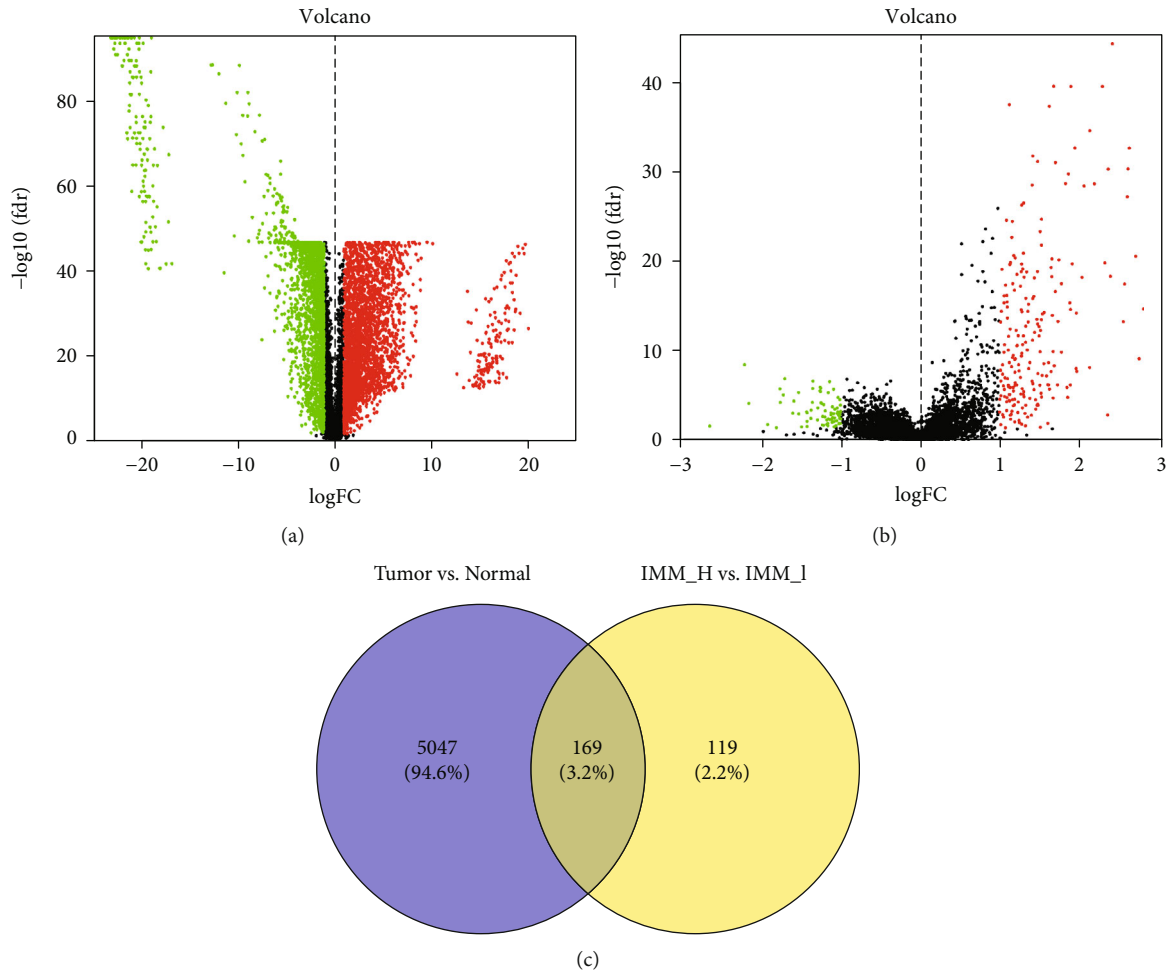 Volcano
80
60
40
20
0
−log10 (fdr)
−20
−10
0
10
20
logFC
(a)
Volcano
40
30
20
10
0
−log10 (fdr)
−3
−2
−1
0
1
2
3
logFC
(b)
Tumor vs. Normal
IMM_H vs. IMM_l
5047
(94.6%)
169
(3.2%)
119
(2.2%)
(c)